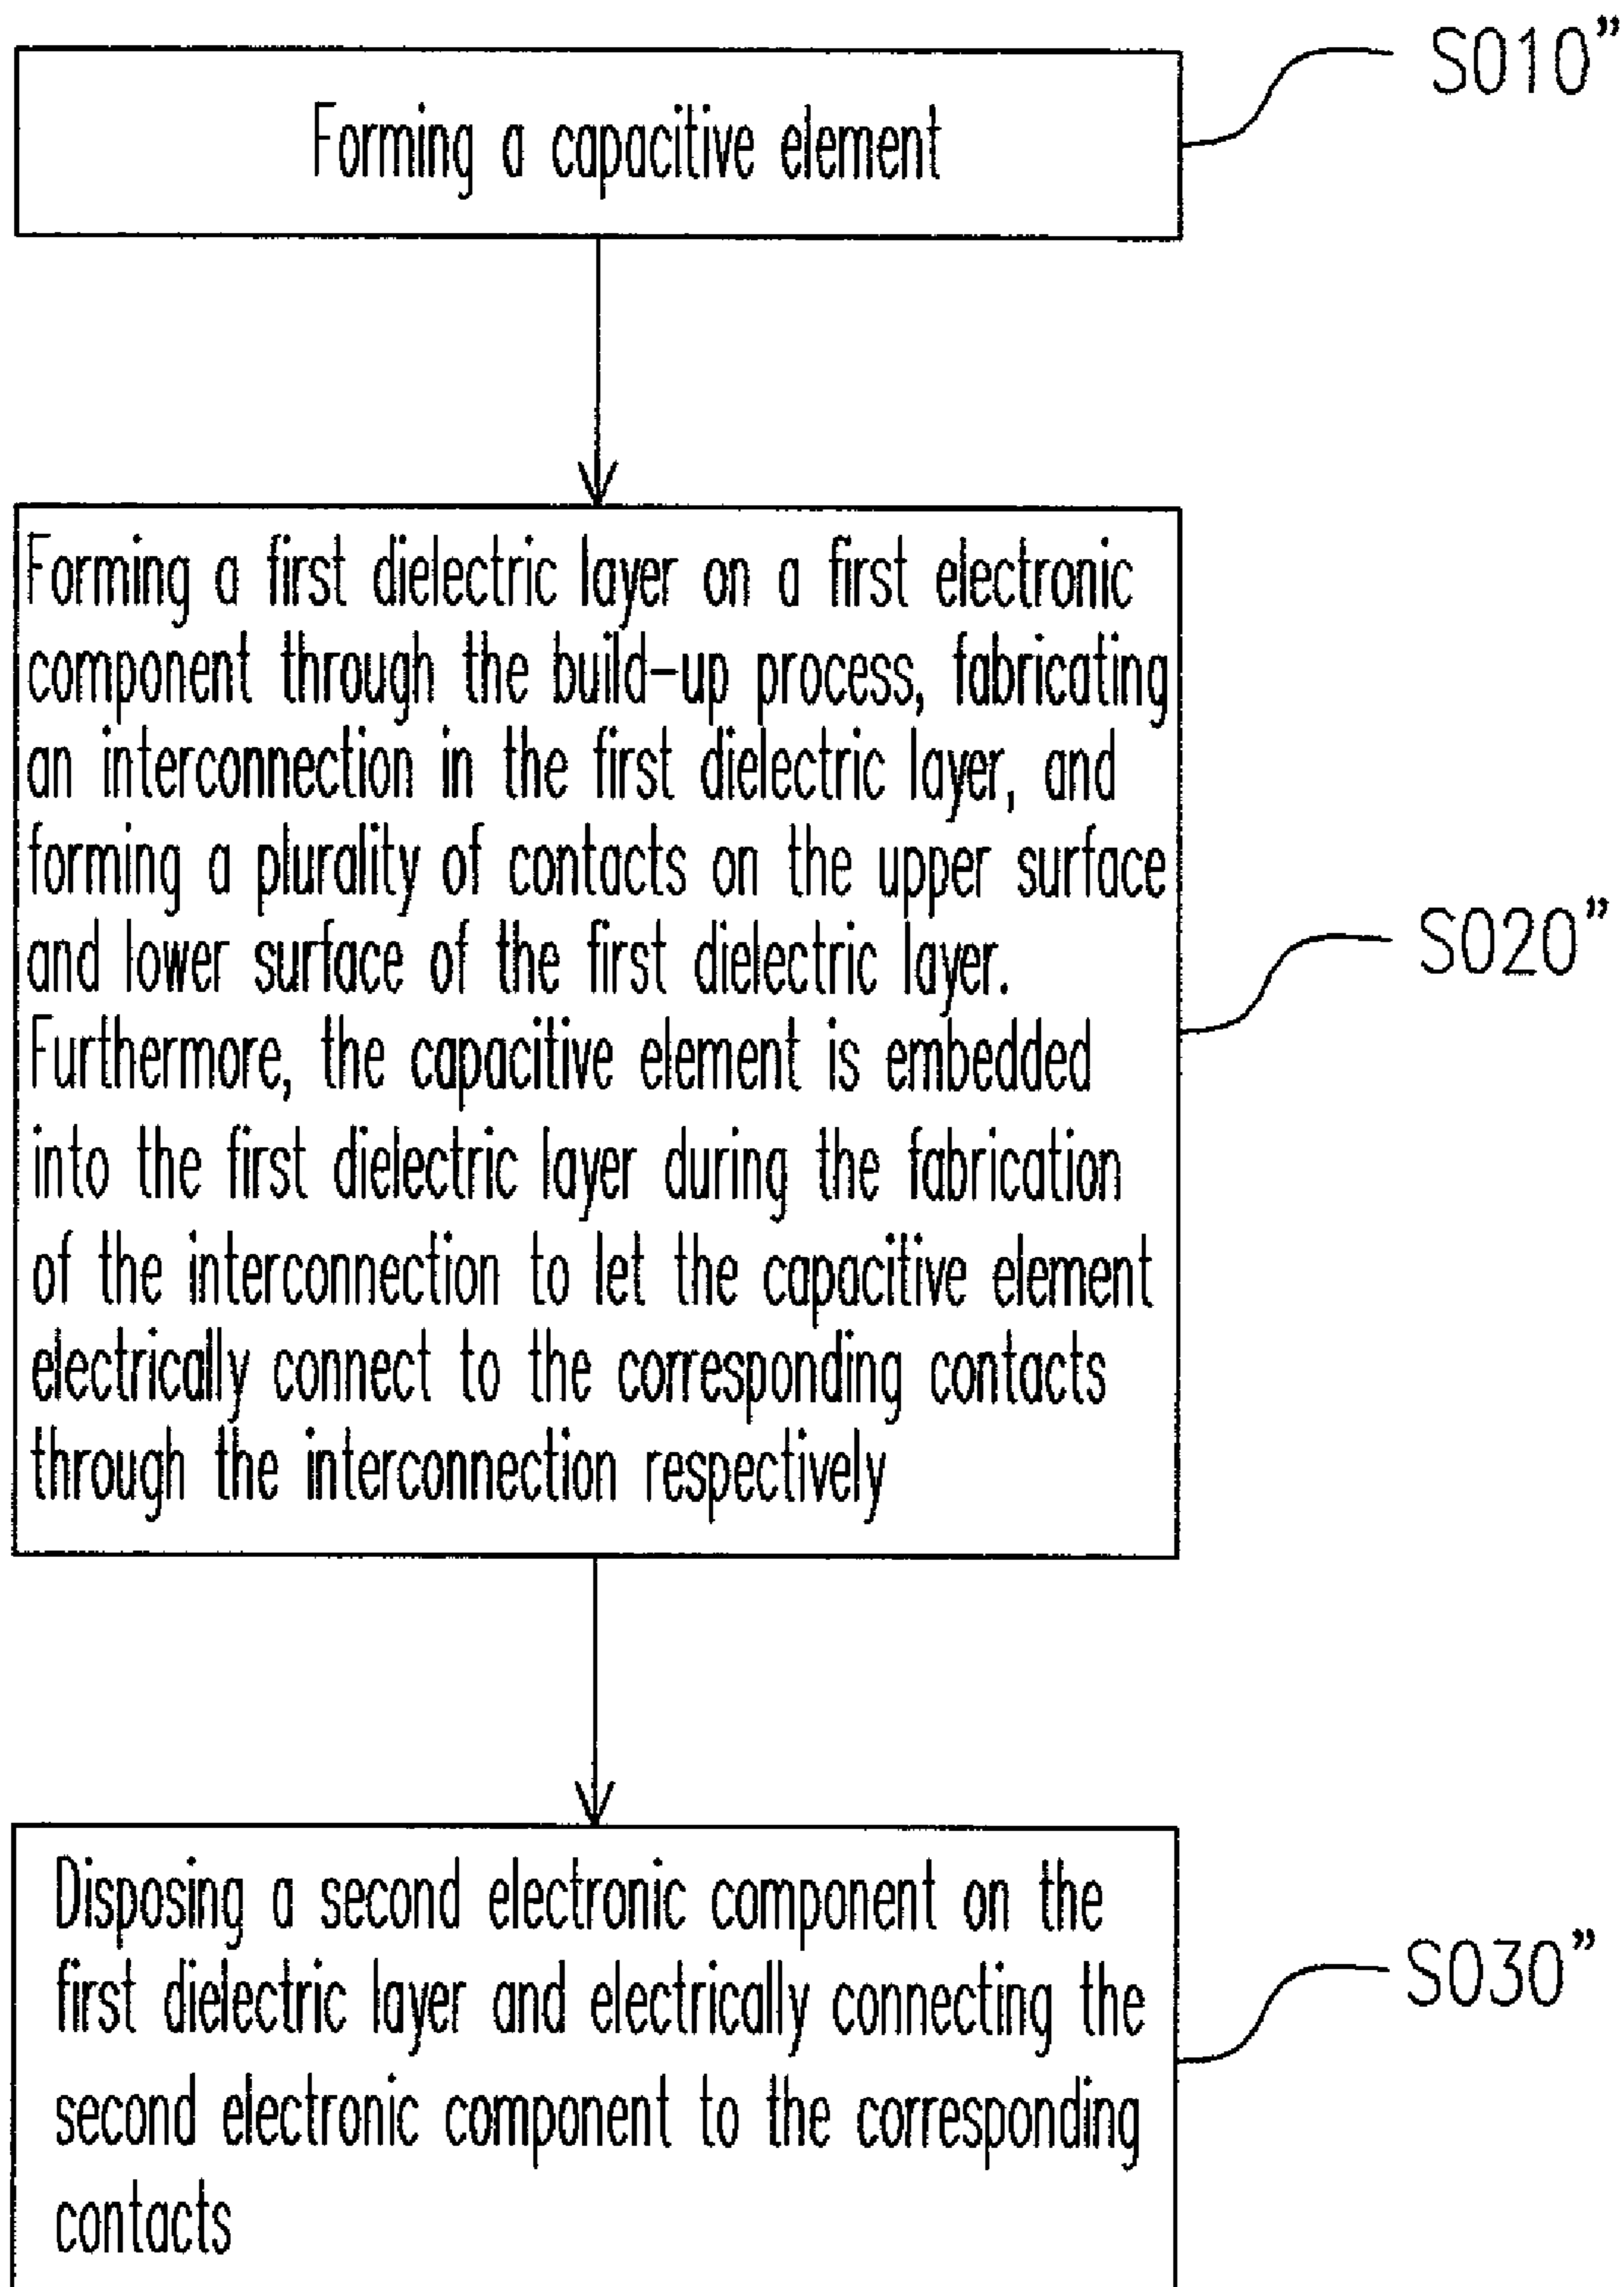 S010”
Forming a capacitive element
Forming a first dielectric layer on a first electronic
component through the build-up process, fabricating
an interconnection in the first dielectric layer, and
forming a plurality of contacts on the upper surface
and lower surface of the first dielectric layer.
Furthermore, the capacitive element is embedded
into the first dielectric layer during the fabrication
of the interconnection to let the capacitive element
electrically connect to the corresponding contacts
through the interconnection respectively
S020”
Disposing a second electronic component on the
first dielectric layer and electrically connecting the
second electronic component to the corresponding
contacts
S030”